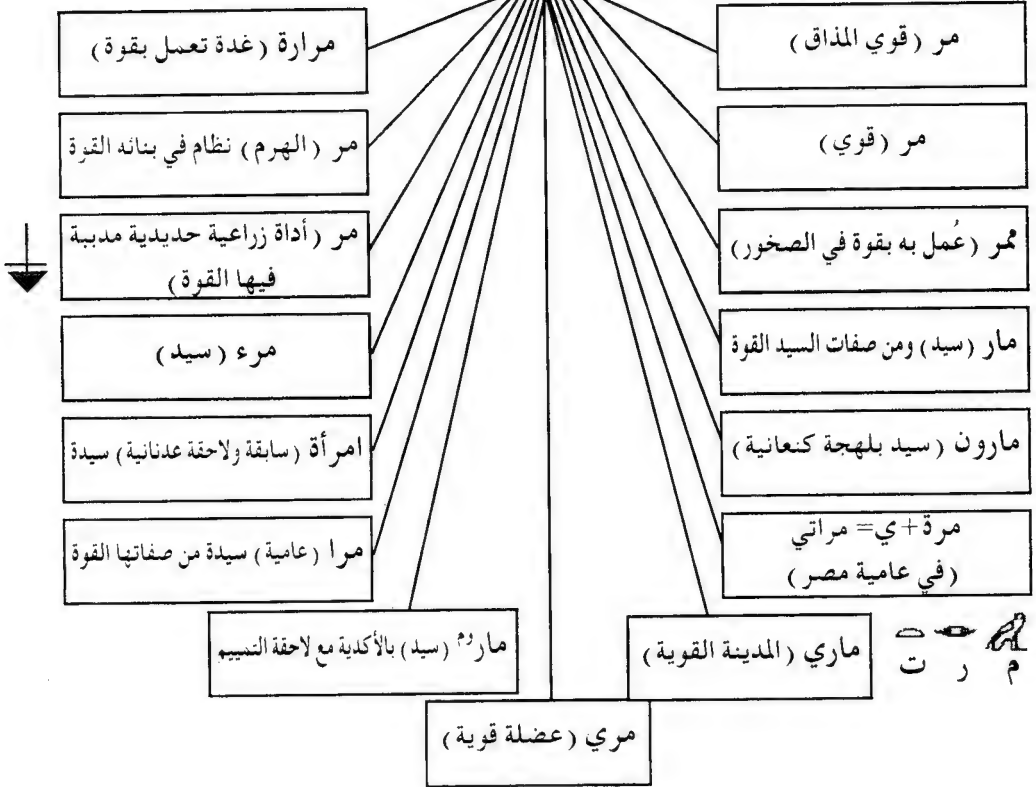 مر (قوي المذاق)
مرارة (غدة تعمل بقوة)
مر (قوي)
مر (الهرم) نظام في بنائه القوة
ممر (عُمل به بقوة في الصخور)
مر (أداة زراعية حديدية مدببة
فيها القوة)
مار (سيد) ومن صفات السيد القوة
مرء (سيد)
مارون (سيد بلهجة كنعانية)
امرأة (سابقة ولاحقة عدنانية) سيدة
مرة+ي= مراتي
(في عامية مصر)
مرا (عامية) سيدة من صفاتها القوة
ماري (المدينة القوية)
م ر ت
ماروم (سيد) بالأكدية مع لاحقة التمييم
مري (عضلة قوية)